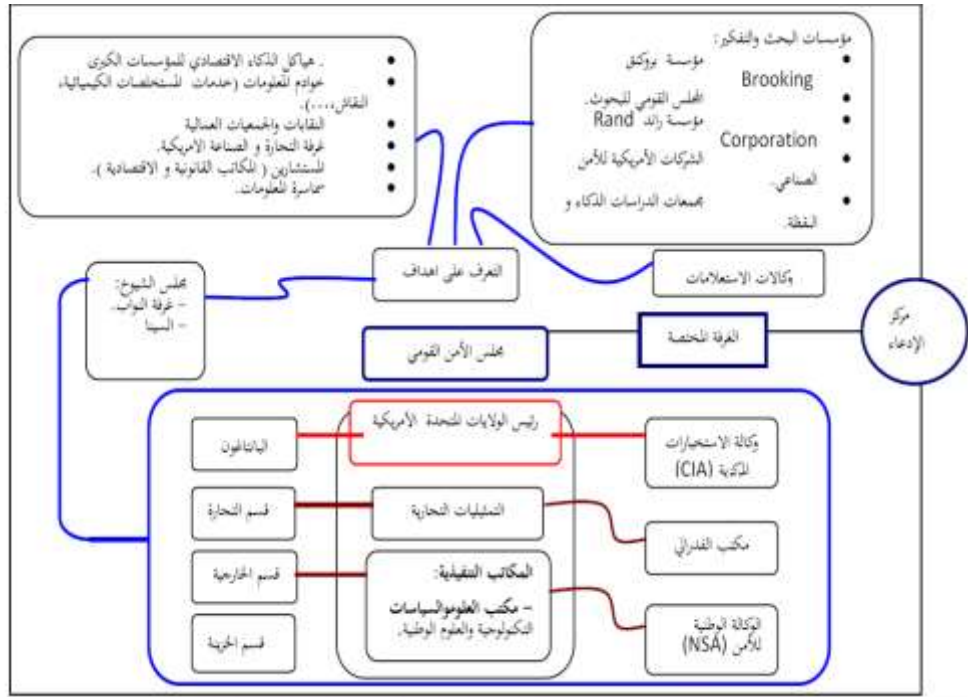 مؤسسات البحث والتفكير:
مؤسسة بروكنق
Brooking
المجلس القومي للبحوث.
مؤسسة راند Rand
Corporation
الشركات الأمريكية للأمن
الصناعي.
مجمعات الدراسات الذكاء و
اليقظة.
. هياكل الذكاء الاقتصادي للمؤسسات الكبرى
خوادم المعلومات (خدمات المستخلصات الكيميائية،
النقاش،...).
النقابات والجمعيات العمالية
غرفة التجارة و الصناعة الامريكية.
المستشارين ( المكاتب القانونية و الاقتصادية ).
سماسرة المعلومات.
وكالات الاستعلامات
التعرف على اهداف
مجلس الشيوخ:
– غرفة النواب.
– السينا
مركز
الإدعاء
الغرفة المختصة
مجلس الأمن القومي
رئيس الولايات المتحدة الأمريكية
وكالة الاستخبارات
المركزية (CIA)
البانتاغون
التمثيليات التجارية
قسم التجارة
مكتب الفدرالي
المكاتب التنفيذية:
– مكتب العلوم والسياسات
التكنولوجية والعلوم الوطنية.
قسم الخارجية
الوكالة الوطنية
للأمن (NSA)
قسم الخزينة